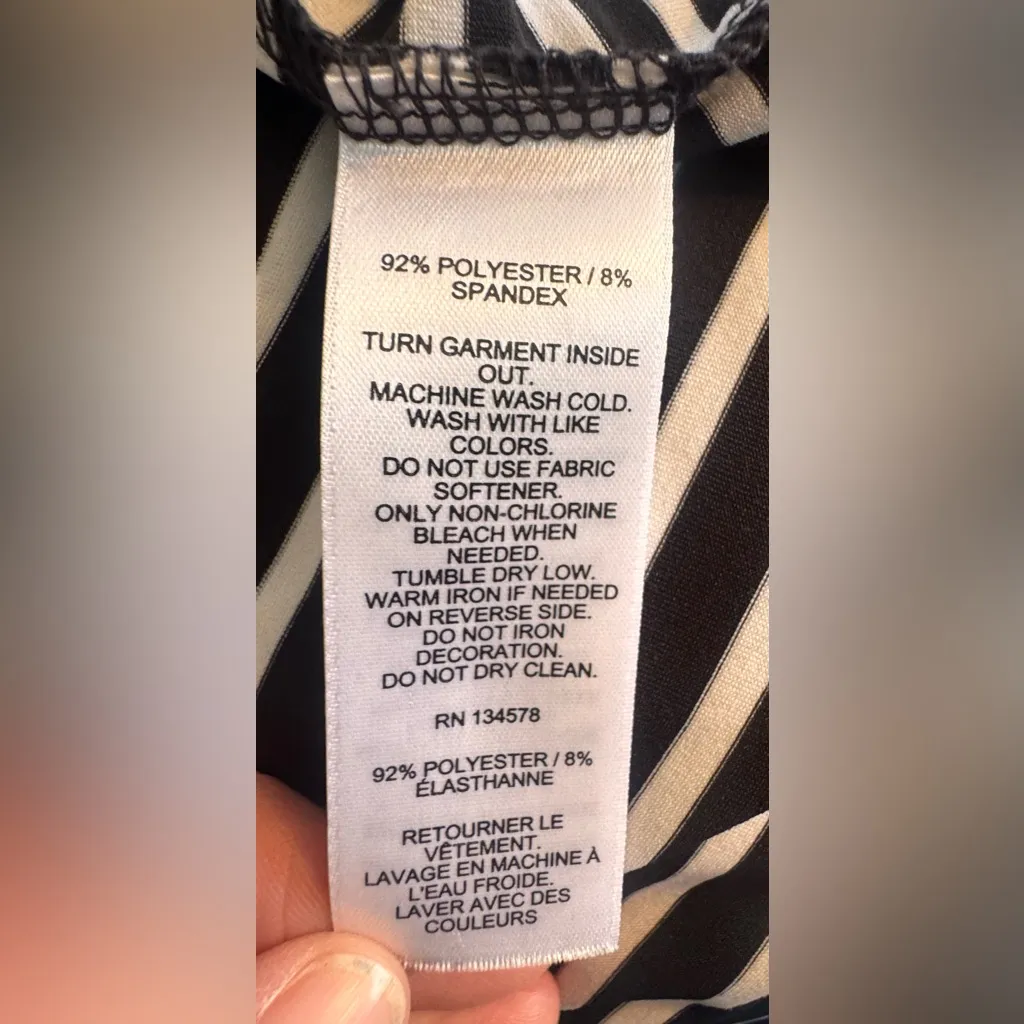 92% POLYESTER / 8%
SPANDEX
TURN GARMENT INSIDE
OUT.
MACHINE WASH COLD.
WASH WITH LIKE
COLORS.
DO NOT USE FABRIC
SOFTENER.
ONLY NON-CHLORINE
BLEACH WHEN
NEEDED.
TUMBLE DRY LOW.
WARM IRON IF NEEDED
ON REVERSE SIDE.
DO NOT IRON
DECORATION.
DO NOT DRY CLEAN.
RN 134578
92% POLYESTER / 8%
ÉLASTHANNE
RETOURNER LE
VÊTEMENT.
LAVAGE EN MACHINE À
L'EAU FROIDE.
LAVER AVEC DES
COULEURS